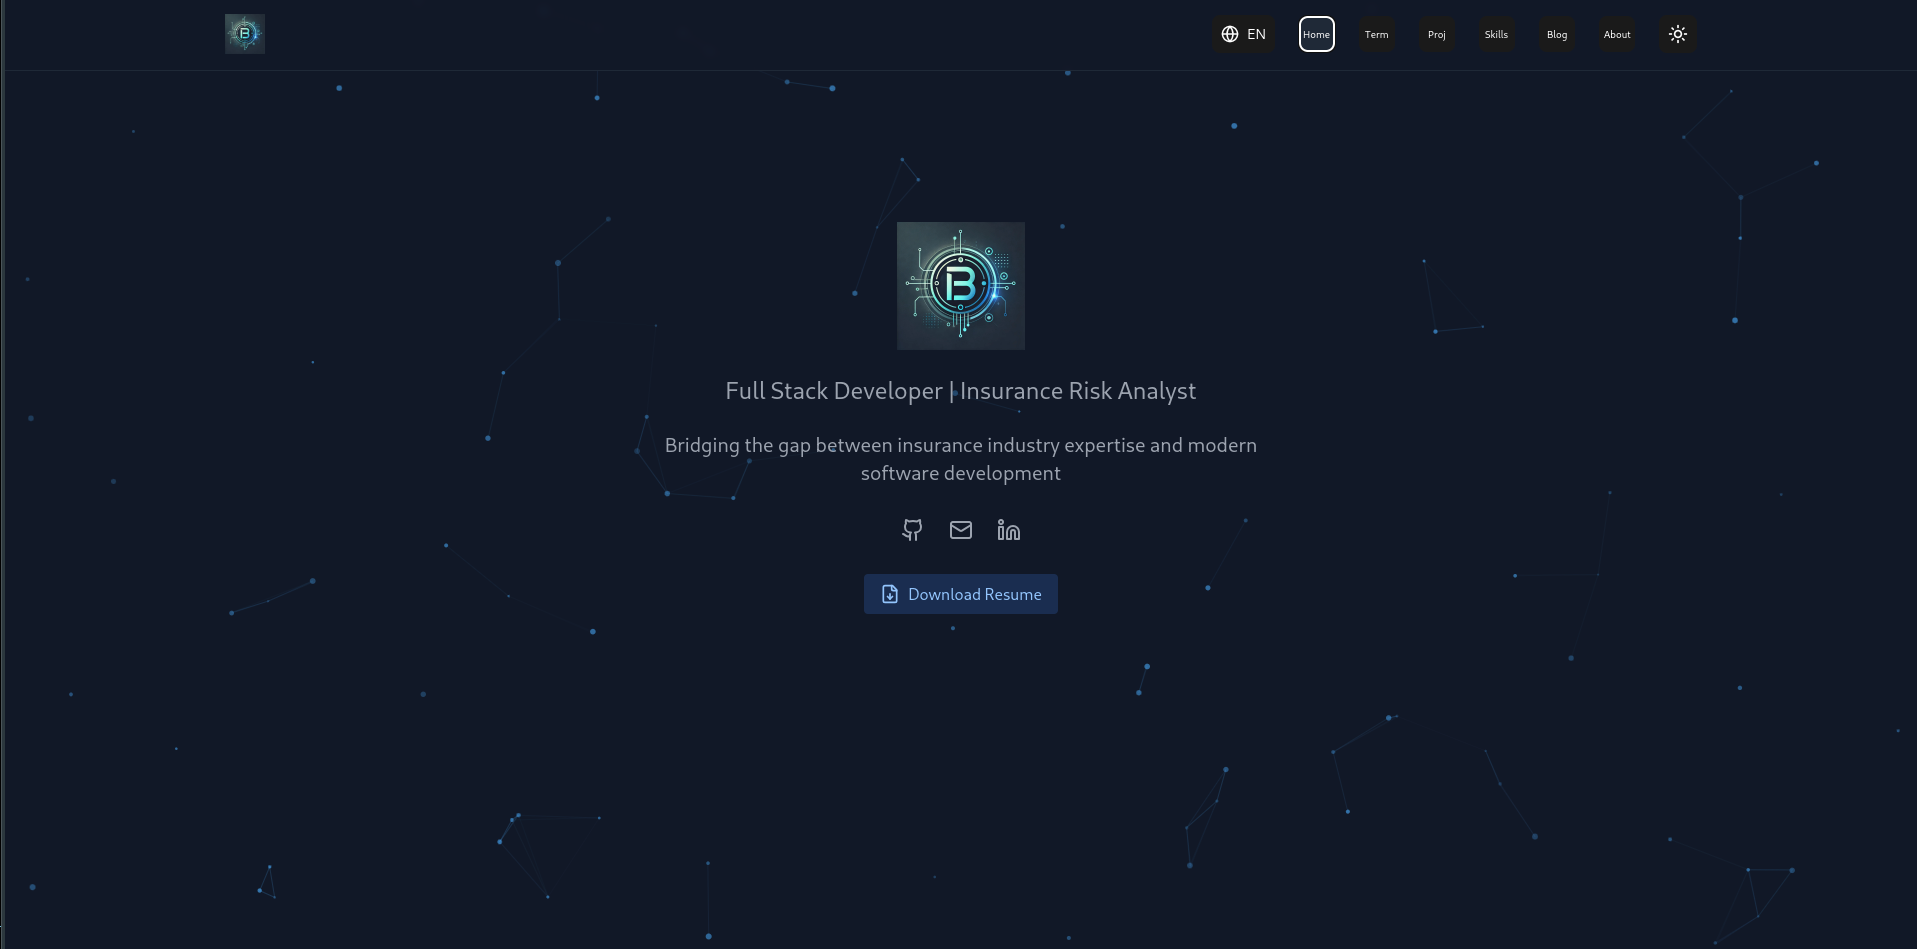 B
EN Home Term Proj Skills Blog About
B
Full Stack Developer | Insurance Risk Analyst
Bridging the gap between insurance industry expertise and modern
software development
in
Download Resume